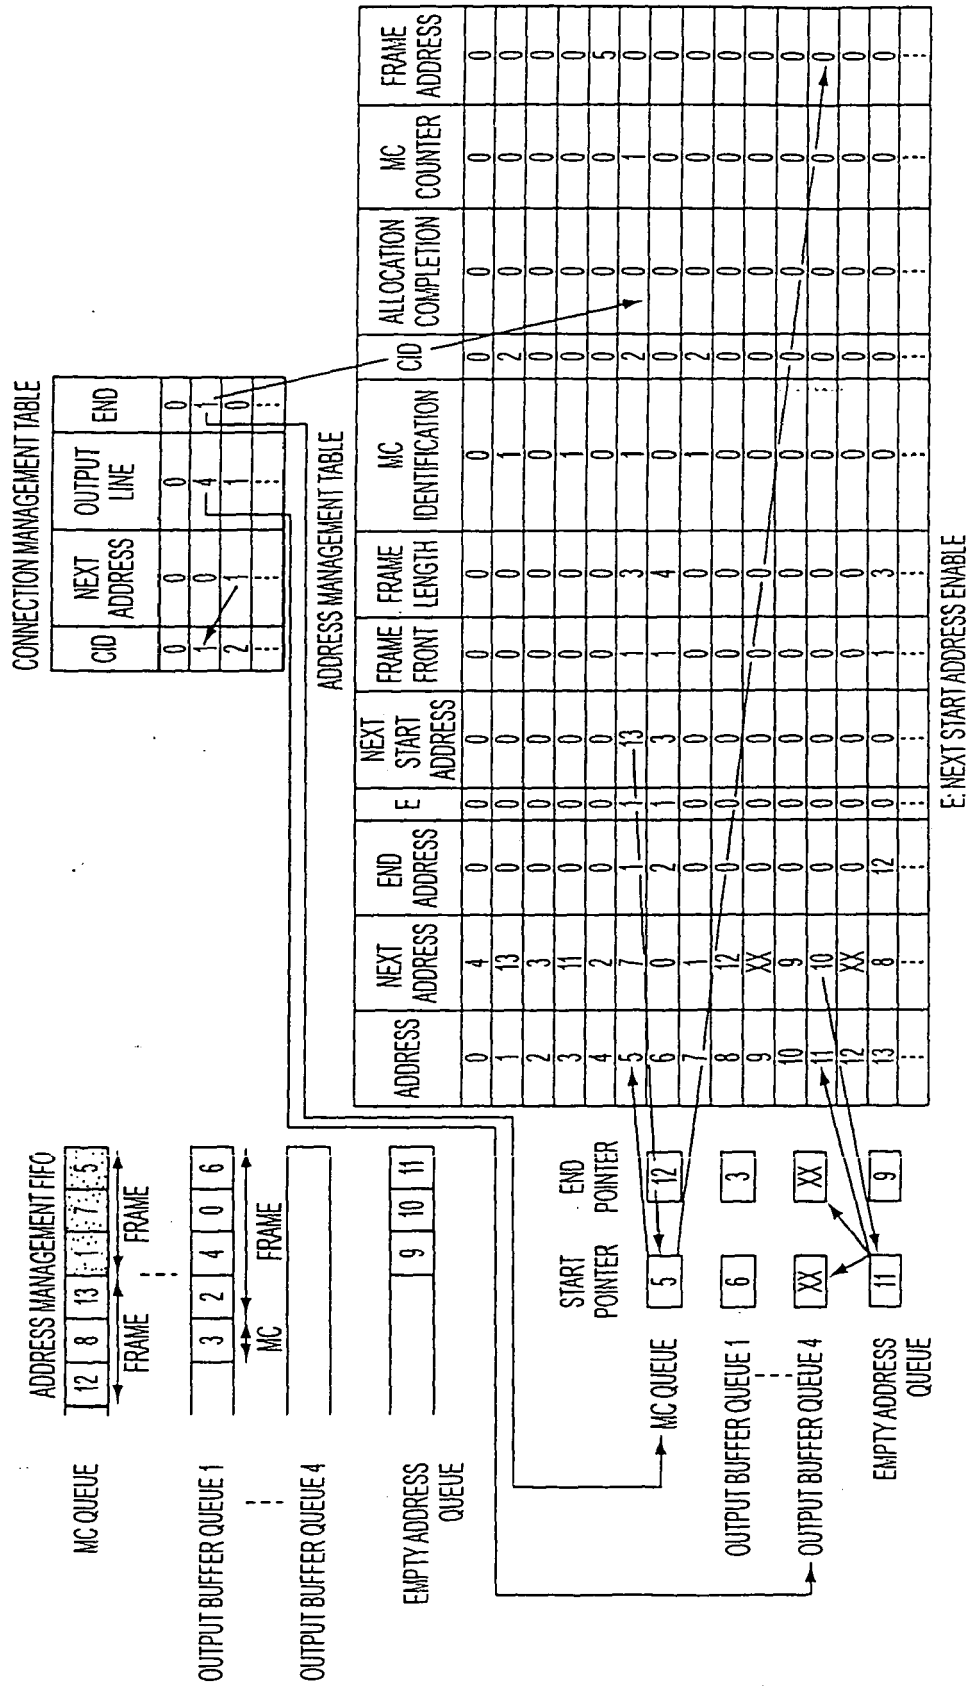 ADDRESS MANAGEMENT FIFO
MC QUEUE
12 8 13 1 7 5
FRAME FRAME
OUTPUT BUFFER QUEUE 1
3 2 4 0 6
MC FRAME
OUTPUT BUFFER QUEUE 4
EMPTY ADDRESS QUEUE
9 10 11
START POINTER END POINTER
MC QUEUE 5 12
OUTPUT BUFFER QUEUE 1 6 3
OUTPUT BUFFER QUEUE 4 XX XX
EMPTY ADDRESS QUEUE 11 9
CONNECTION MANAGEMENT TABLE
CID NEXT ADDRESS OUTPUT LINE END
0 0 0 0
1 0 4 1
2 1 1 0
ADDRESS MANAGEMENT TABLE
ADDRESS NEXT ADDRESS END ADDRESS E NEXT START ADDRESS FRAME FRONT FRAME LENGTH MC IDENTIFICATION CID ALLOCATION COMPLETION MC COUNTER FRAME ADDRESS
0 4 0 0 0 0 0 0 0 0 0 0
1 13 0 0 0 0 0 1 2 0 0 0
2 3 0 0 0 0 0 0 0 0 0 0
3 11 0 0 0 0 0 1 0 0 0 0
4 2 0 0 0 0 0 0 0 0 0 5
5 7 1 1 13 1 3 1 2 0 1 0
6 0 2 1 3 1 4 0 0 0 0 0
7 1 0 0 0 0 0 1 2 0 0 0
8 12 0 0 0 0 0 0 0 0 0 0
9 XX 0 0 0 0 0 0 0 0 0 0
10 9 0 0 0 0 0 0 0 0 0 0
11 10 0 0 0 0 0 0 0 0 0 0
12 XX 0 0 0 0 0 0 0 0 0 0
13 8 12 0 0 1 3 0 0 0 0 0
E: NEXT START ADDRESS ENABLE